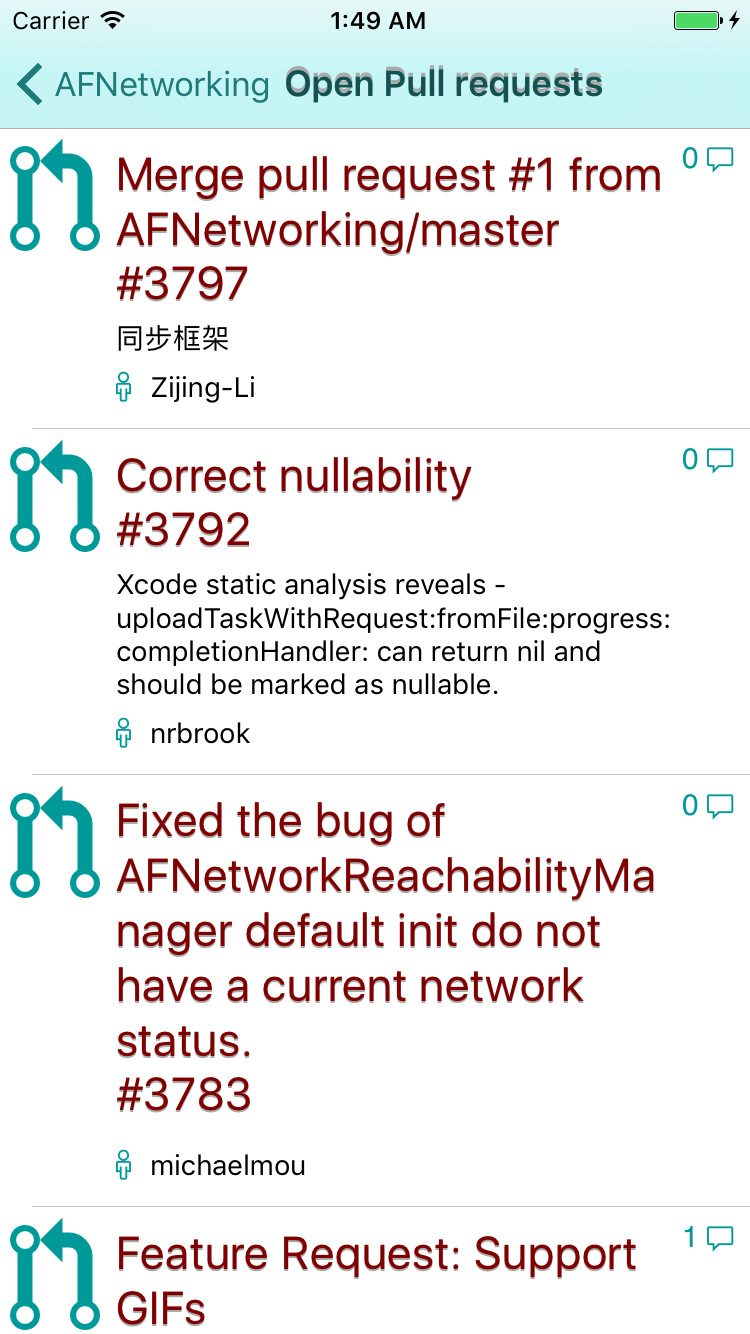 Carrier 1:49 AM
AFNetworking Open Pull requests
Merge pull request #1 from 0
AFNetworking/master
#3797
同步框架
Zijing-Li
Correct nullability 0
#3792
Xcode static analysis reveals -
uploadTaskWithRequest:fromFile:progress:
completionHandler: can return nil and
should be marked as nullable.
nrbrook
Fixed the bug of 0
AFNetworkReachabilityMa
nager default init do not
have a current network
status.
#3783
michaelmou
Feature Request: Support 1
GIFs